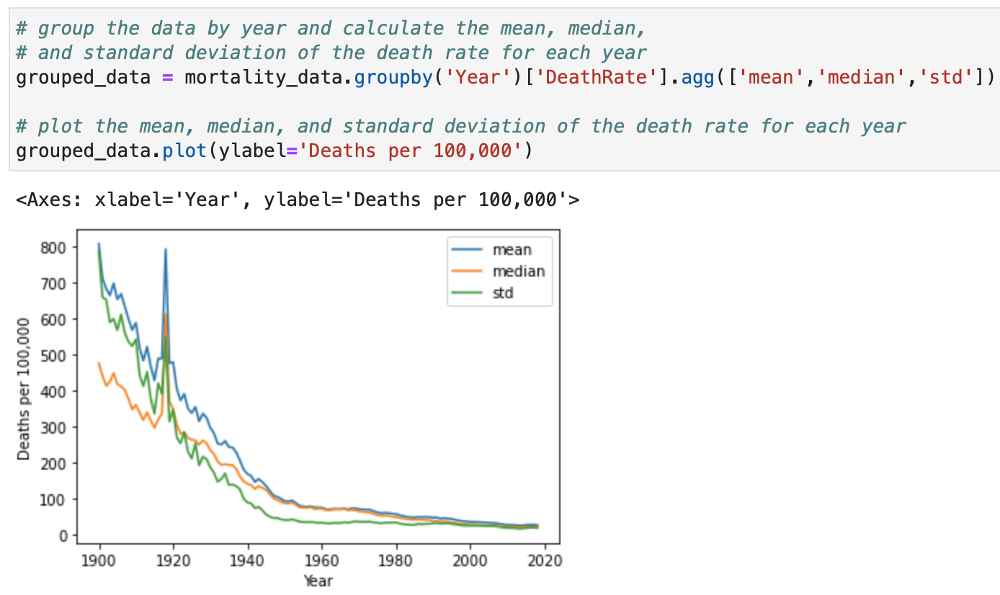 # group the data by year and calculate the mean, median,
# and standard deviation of the death rate for each year
grouped_data = mortality_data.groupby('Year')['DeathRate'].agg(['mean','median','std'])
# plot the mean, median, and standard deviation of the death rate for each year
grouped_data.plot(ylabel='Deaths per 100,000')
<Axes: xlabel='Year', ylabel='Deaths per 100,000'>
mean
median
std
Deaths per 100,000
800
700
600
500
400
300
200
100
0
1900 1920 1940 1960 1980 2000 2020
Year